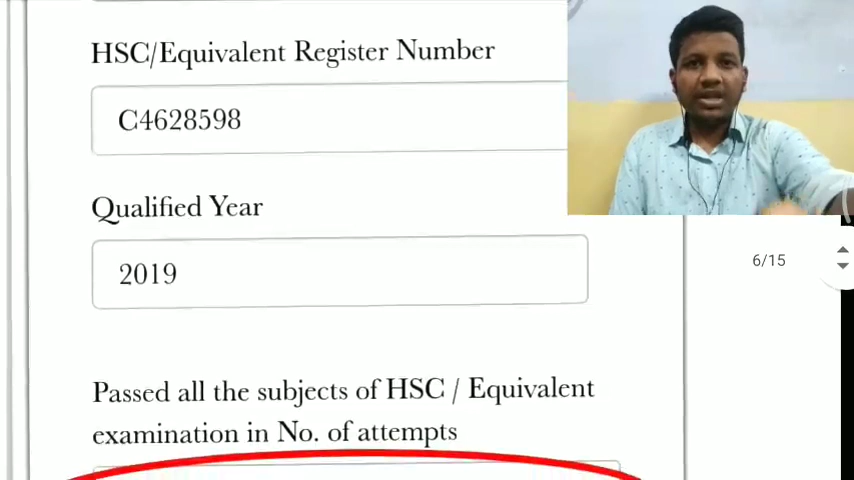 HSC/Equivalent Register Number
C4628598
Qualified Year
2019
6/15
Passed all the subjects of HSC / Equivalent
examination in No. of attempts